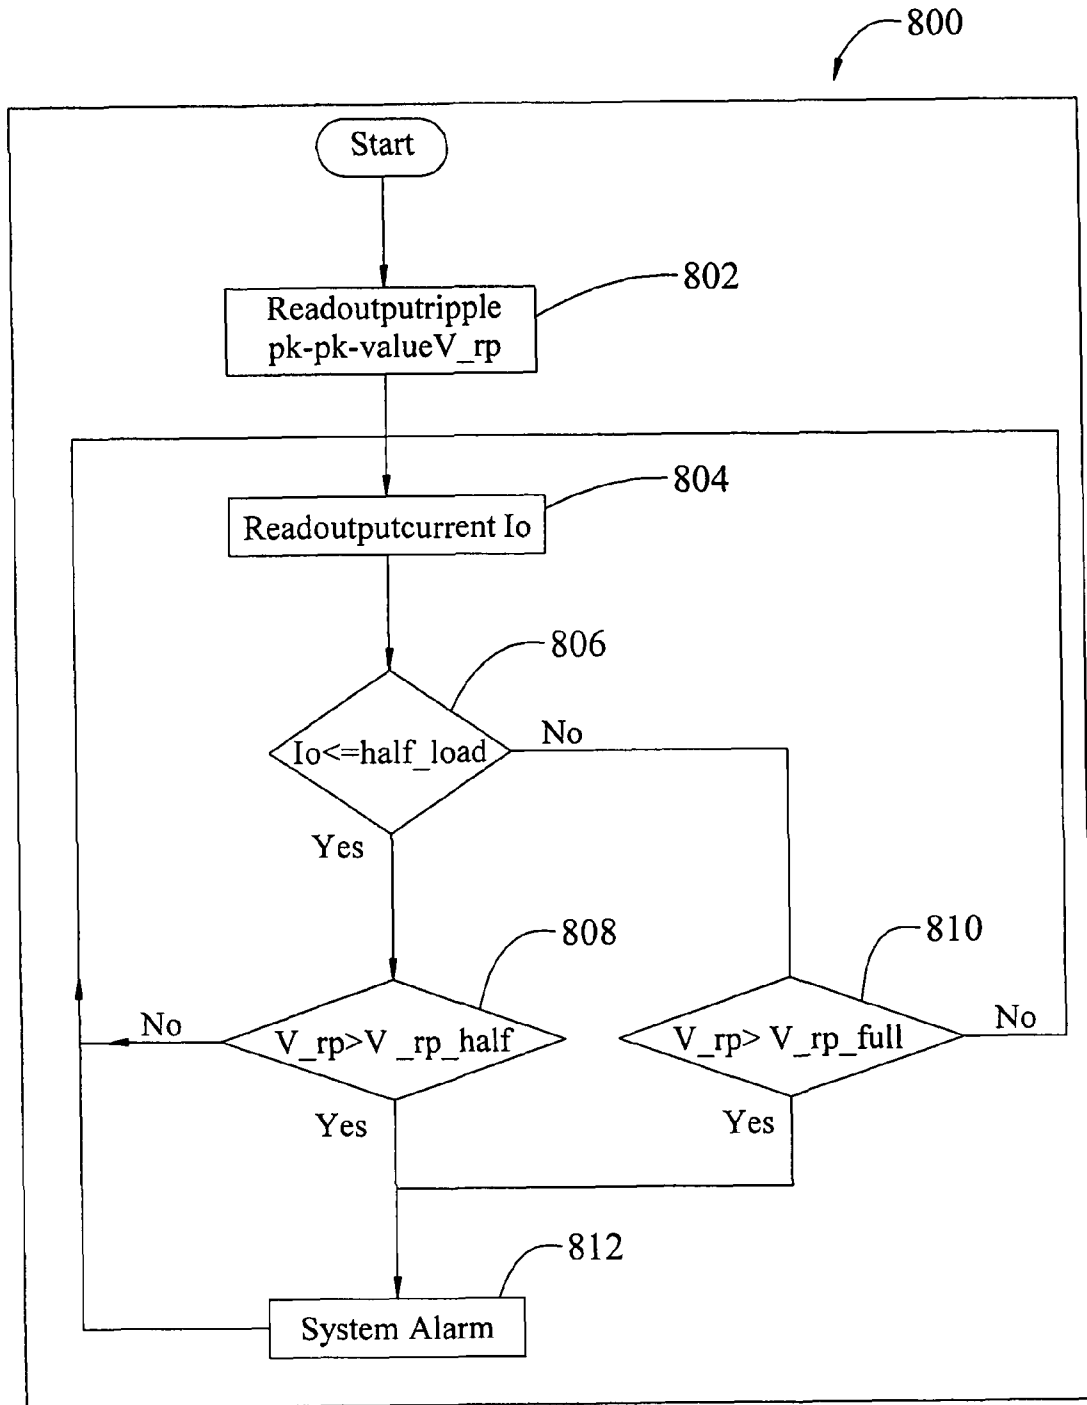 800
Start
802
Readoutputripple
pk-pk-valueV_rp
804
Readoutputcurrent Io
806
Io<=half_load
No
Yes
808
810
No
V_rp>V _rp_half
V_rp> V_rp_full
No
Yes
Yes
812
System Alarm